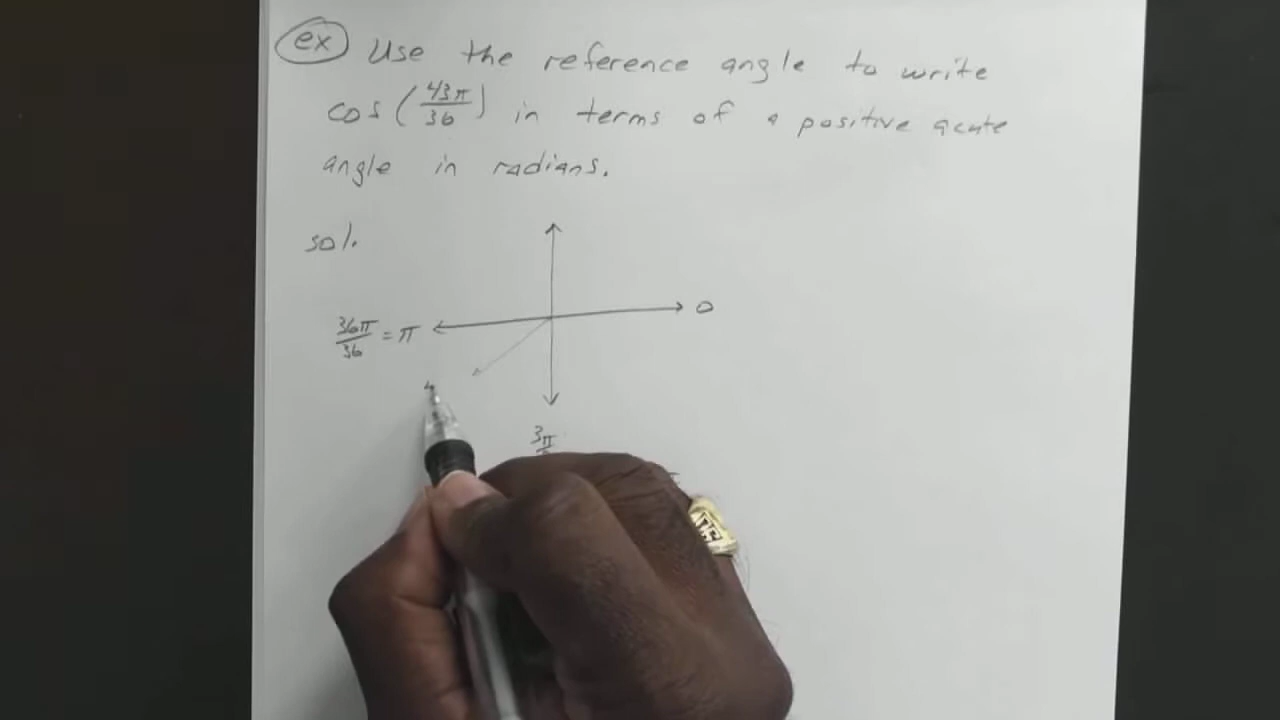 ex Use the reference angle to write
cos(43π/36) in terms of a positive acute
angle in radians.
sol.
0
36π/36 = π
4
3π